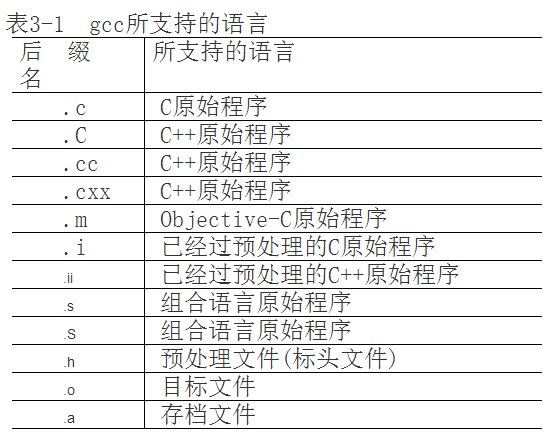 表3-1 gcc所支持的语言
后 缀名 所支持的语言
.c C原始程序
.C C++原始程序
.cc C++原始程序
.cxx C++原始程序
.m Objective-C原始程序
.i 已经过预处理的C原始程序
.ii 已经过预处理的C++原始程序
.s 组合语言原始程序
.S 组合语言原始程序
.h 预处理文件(标头文件)
.o 目标文件
.a 存档文件